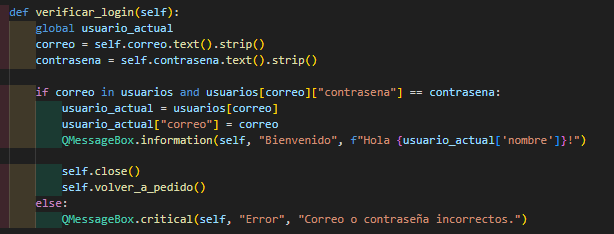 def verificar_login(self):
    global usuario_actual
    correo = self.correo.text().strip()
    contrasena = self.contrasena.text().strip()

    if correo in usuarios and usuarios[correo]["contrasena"] == contrasena:
        usuario_actual = usuarios[correo]
        usuario_actual["correo"] = correo
        QMessageBox.information(self, "Bienvenido", f"Hola {usuario_actual['nombre']}!")

        self.close()
        self.volver_a_pedido()
    else:
        QMessageBox.critical(self, "Error", "Correo o contraseña incorrectos.")